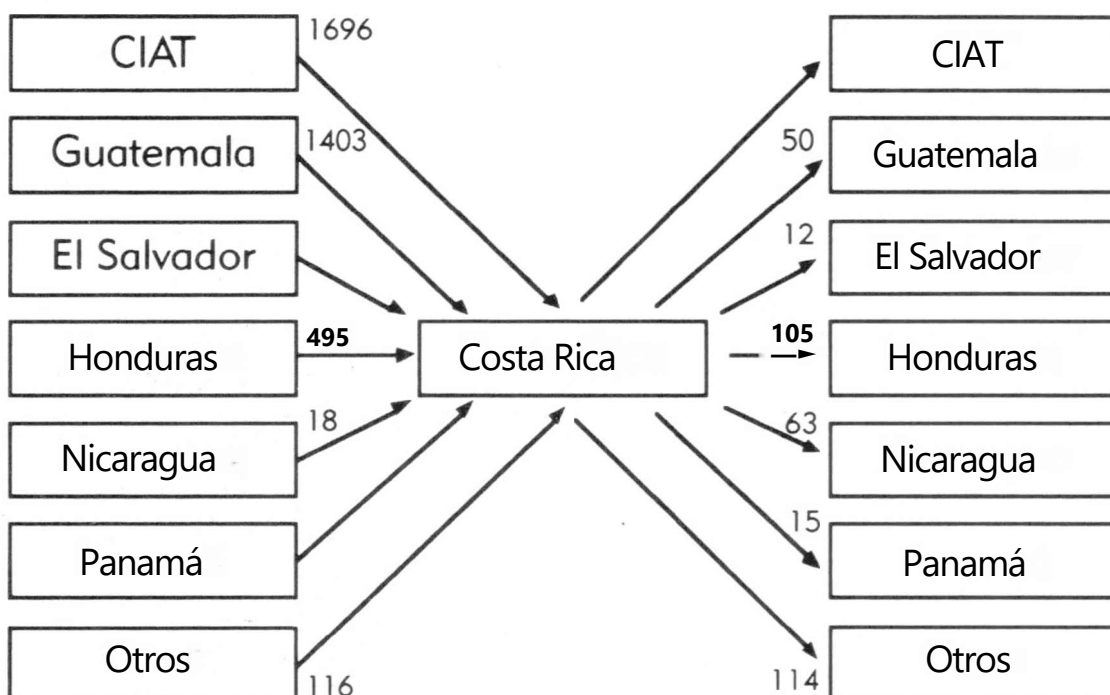 CIAT 1696 CIAT
Guatemala 1403 50 Guatemala
El Salvador 12 El Salvador
Honduras 495 Costa Rica 105 Honduras
Nicaragua 18 63 Nicaragua
Panamá 15 Panamá
Otros 116 114 Otros